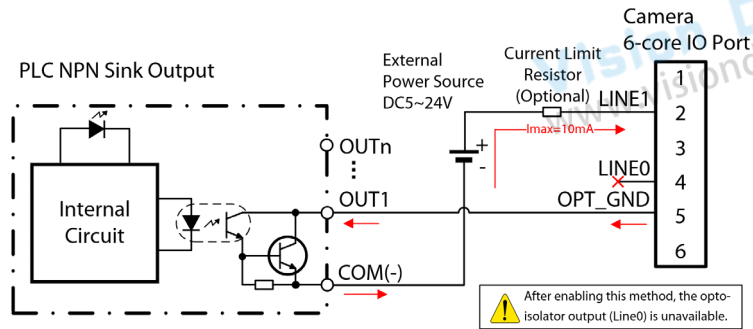 Camera
6-core IO Port
PLC NPN Sink Output
External
Power Source
DC5~24V
Current Limit
Resistor
(Optional)
LINE1
Imax=10mA
+
-
LINE0
OPT_GND
1
2
3
4
5
6
OUTn
OUT1
COM(-)
Internal
Circuit
After enabling this method, the opto-
isolator output (Line0) is unavailable.